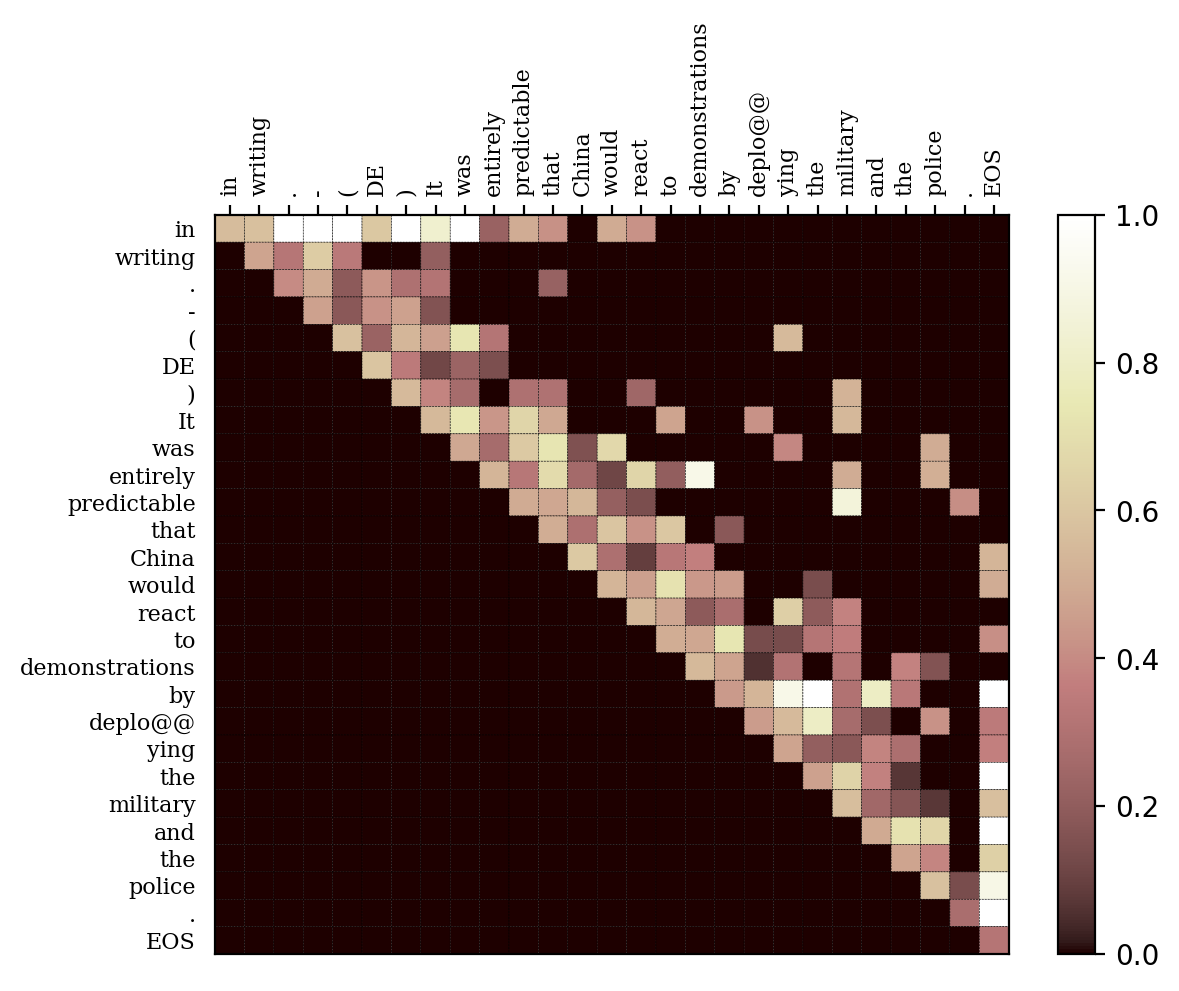 in writing . - ( DE ) It was entirely predictable that China would react to demonstrations by deplo@@ ying the military and the police . EOS
in
writing
.
-
(
DE
)
It
was
entirely
predictable
that
China
would
react
to
demonstrations
by
deplo@@
ying
the
military
and
the
police
.
EOS
1.0
0.8
0.6
0.4
0.2
0.0